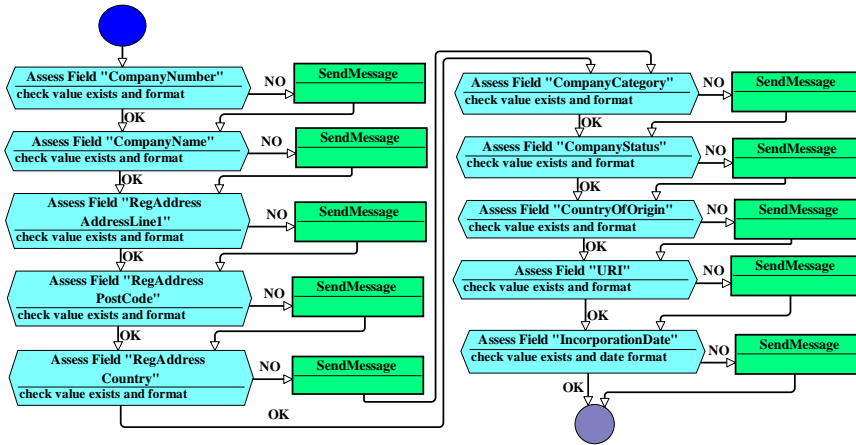 Assess Field "CompanyNumber"
check value exists and format
NO
SendMessage
OK
Assess Field "CompanyName"
check value exists and format
NO
SendMessage
OK
Assess Field "RegAddress
AddressLine1"
check value exists and format
NO
SendMessage
OK
Assess Field "RegAddress
PostCode"
check value exists and format
NO
SendMessage
OK
Assess Field "RegAddress
Country"
check value exists and format
NO
SendMessage
OK
Assess Field "CompanyCategory"
check value exists and format
NO
SendMessage
OK
Assess Field "CompanyStatus"
check value exists and format
NO
SendMessage
OK
Assess Field "CountryOfOrigin"
check value exists and format
NO
SendMessage
OK
Assess Field "URI"
check value exists and format
NO
SendMessage
OK
Assess Field "IncorporationDate"
check value exists and date format
NO
SendMessage
OK